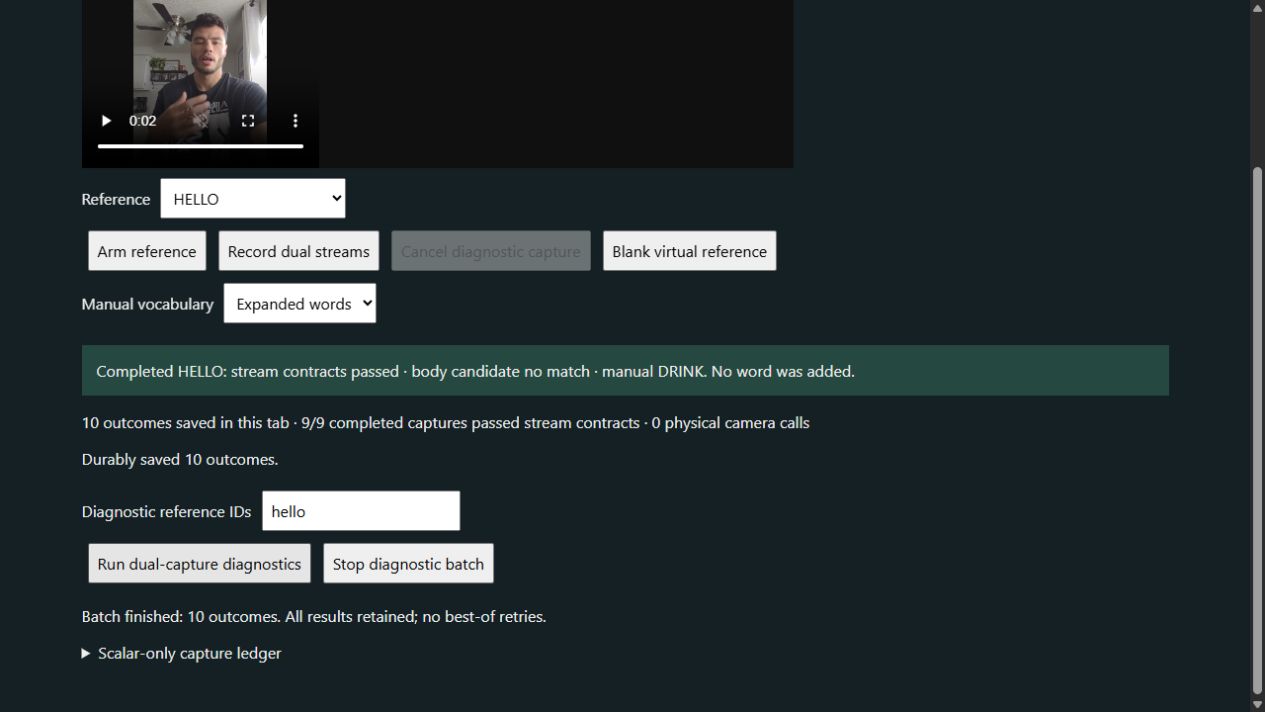 0:02
Reference HELLO
Arm reference Record dual streams Cancel diagnostic capture Blank virtual reference
Manual vocabulary Expanded words
Completed HELLO: stream contracts passed · body candidate no match · manual DRINK. No word was added.
10 outcomes saved in this tab · 9/9 completed captures passed stream contracts · 0 physical camera calls
Durably saved 10 outcomes.
Diagnostic reference IDs hello
Run dual-capture diagnostics Stop diagnostic batch
Batch finished: 10 outcomes. All results retained; no best-of retries.
Scalar-only capture ledger